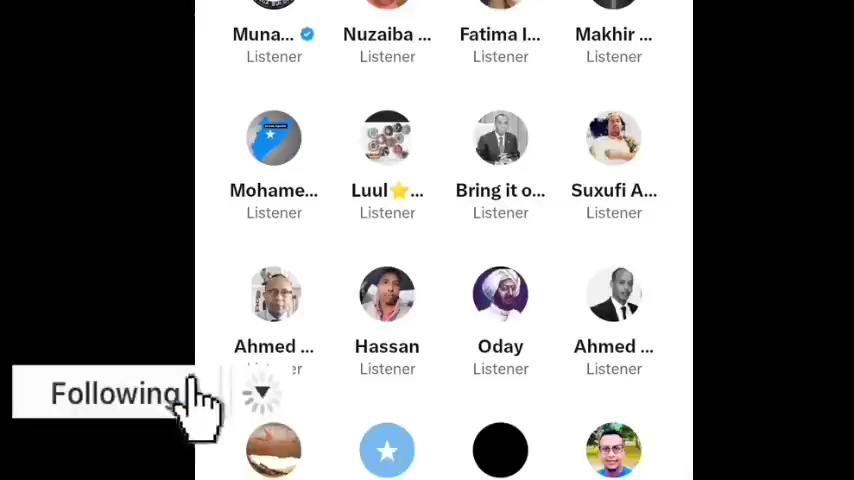 Muna... Nuzaiba ... Fatima I... Makhir ...
Listener Listener Listener Listener
Mohame... Luul⭐... Bring it o... Suxufi A...
Listener Listener Listener Listener
Ahmed ... Hassan Oday Ahmed ...
Listener Listener Listener
Following